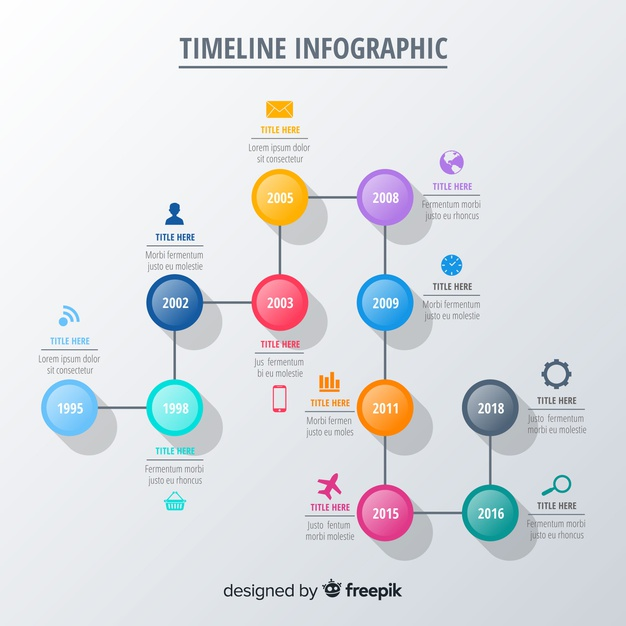 TIMELINE INFOGRAPHIC
TITLE HERE
Lorem ipsum dolor
sit consectetur
2005
2008
TITLE HERE
Fermentum morbi
justo eu rhoncus
TITLE HERE
Morbi fermentum
justo eu molestie
2002
2003
TITLE HERE
Jus fermentum
bi eu molestie
2009
TITLE HERE
Morbi fermentum
justo eu molestie
TITLE HERE
Lorem ipsum dolor
sit consectetur
1995
1998
TITLE HERE
Fermentum morbi
justo eu rhoncus
TITLE HERE
Morbi fermen
justo eu moles
2011
2018
TITLE HERE
Justo fermentum
morbi molestie
TITLE HERE
Justo fentum
morbi molestie
2015
2016
TITLE HERE
Fermentum morbi
justo eu rhoncus
designed by freepik